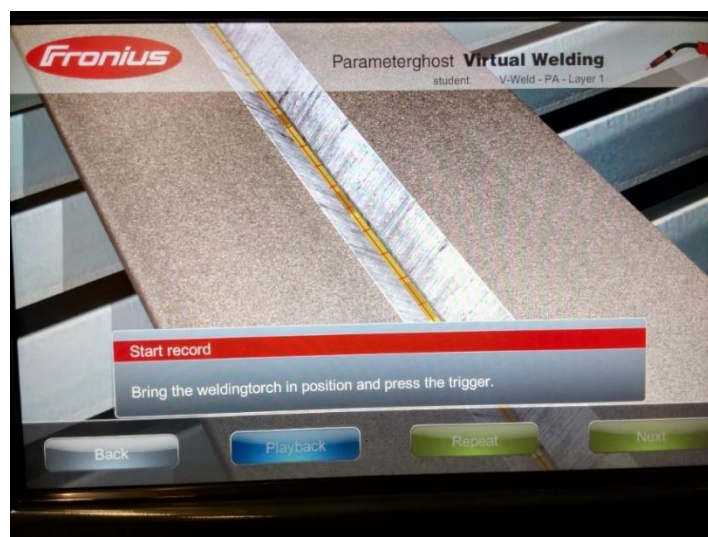 Fronius
Parameterghost Virtual Welding
student V-Weld - PA - Layer 1
Start record
Bring the weldingtorch in position and press the trigger.
Back Playback Repeat Next